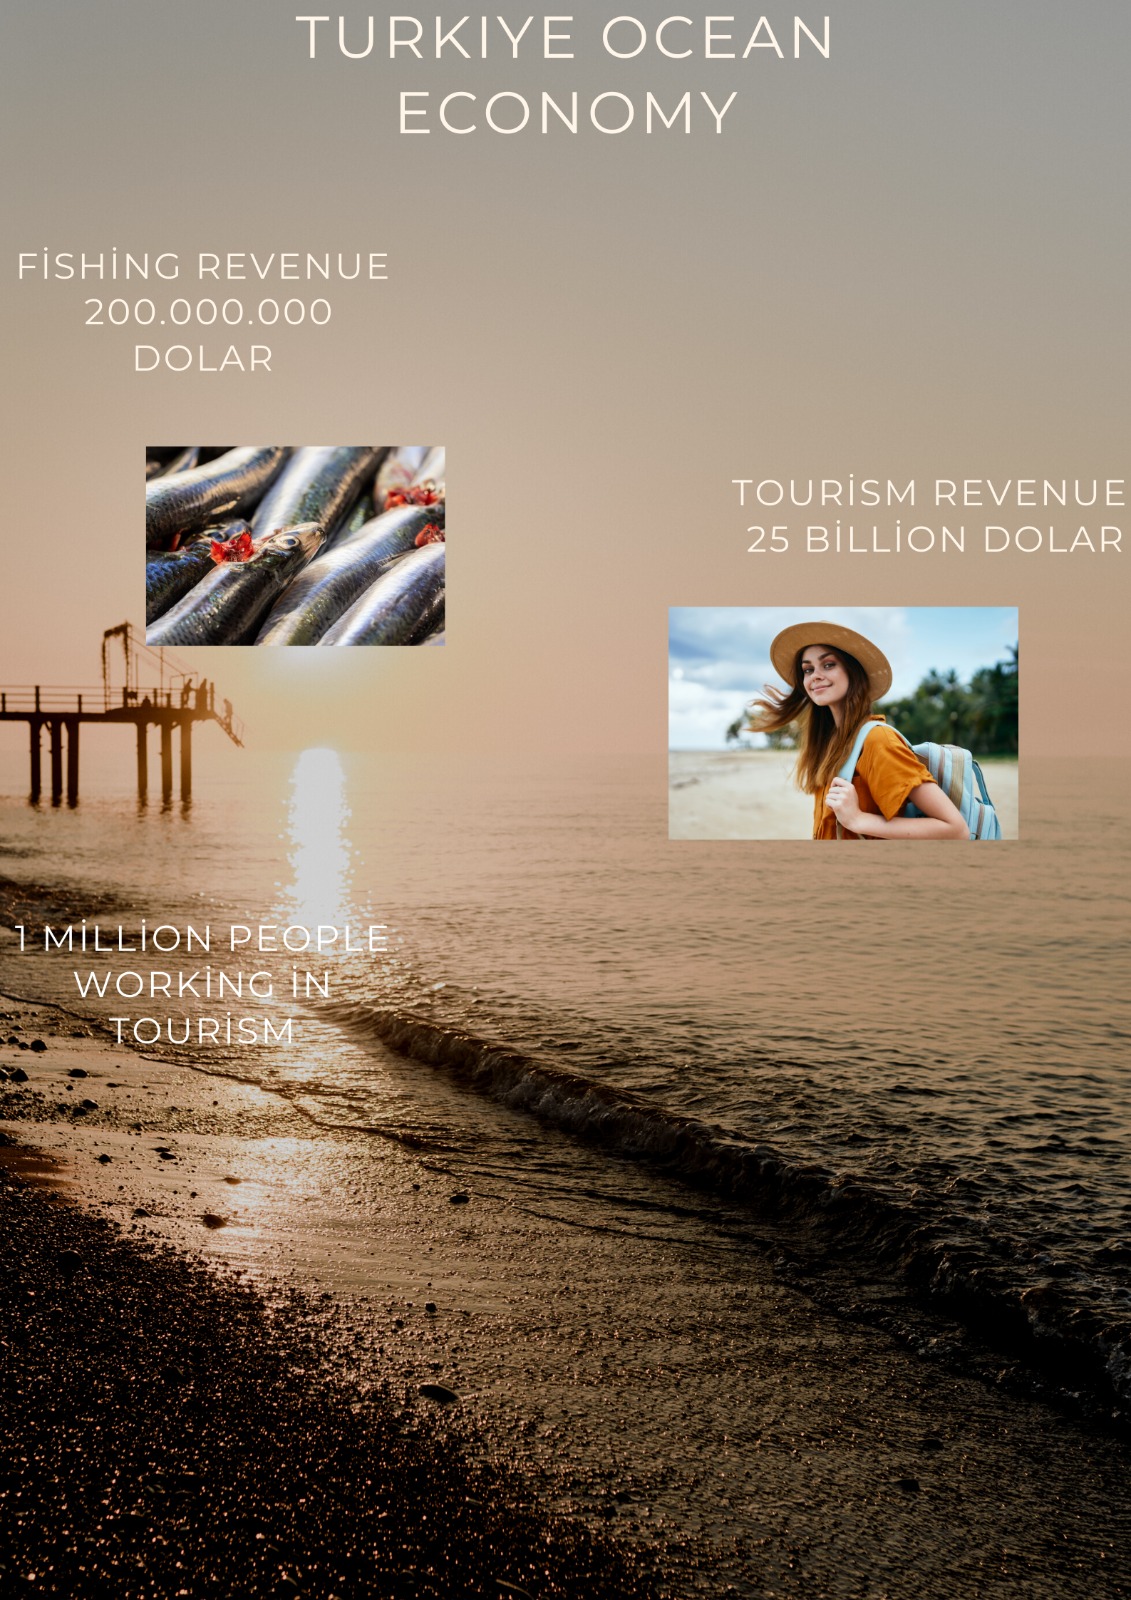 TURKIYE OCEAN
ECONOMY
FİSHİNG REVENUE
200.000.000
DOLAR
TOURİSM REVENUE
25 BİLLİON DOLAR
1 MİLLİON PEOPLE
WORKİNG İN
TOURİSM